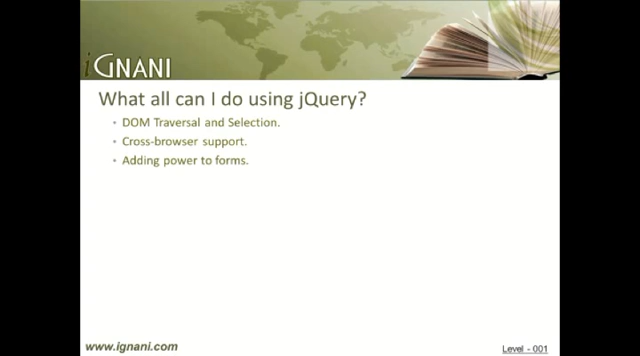 iGNANI
What all can I do using jQuery?
• DOM Traversal and Selection.
• Cross-browser support.
• Adding power to forms.
www.ignani.com
Level - 001